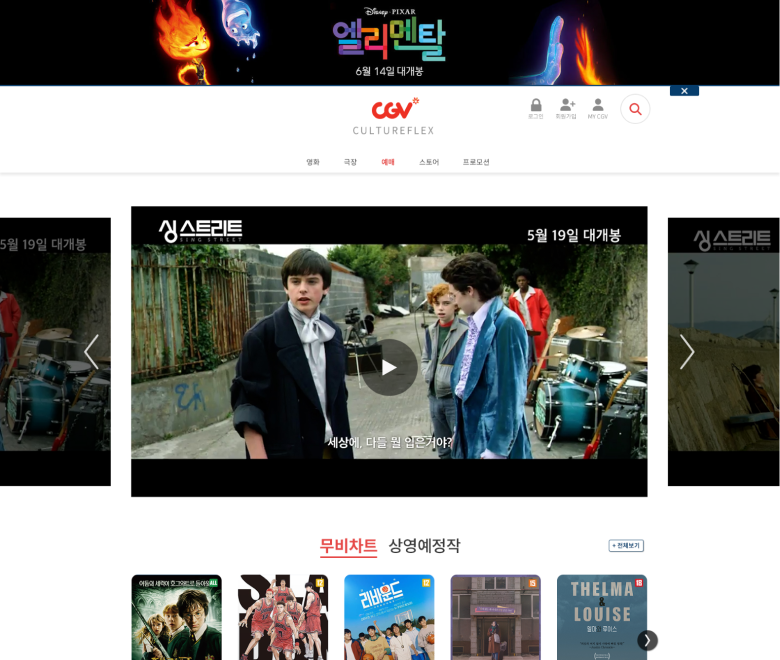 Disney · PIXAR
엘리멘탈
6월 14일 대개봉
CGV
CULTUREFLEX
로그인
회원가입
MY CGV
영화
극장
예매
스토어
프로모션
5월 19일 대개봉
싱 스트리트
SING STREET
5월 19일 대개봉
세상에, 다들 뭘 입은거야?
싱 스트리트
SING STREET
무비차트
상영예정작
+ 전체보기
ALL
12
리바운드
12
15
THELMA
&
LOUISE
델마 루이스
18